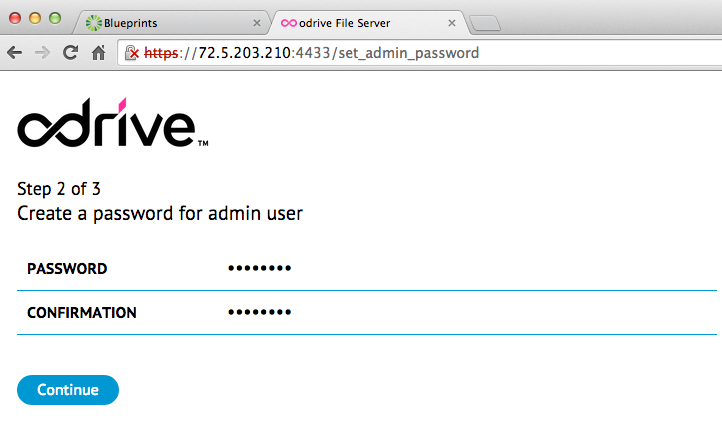 Blueprints
odrive File Server
https://72.5.203.210:4433/set_admin_password
odrive™
Step 2 of 3
Create a password for admin user
PASSWORD ••••••••
CONFIRMATION ••••••••
Continue